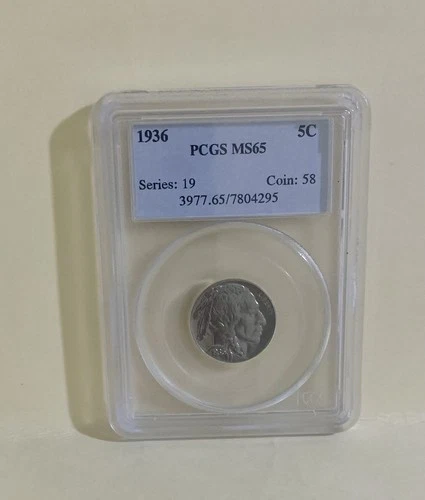 1936 5C
PCGS MS65
Series: 19 Coin: 58
3977.65/7804295